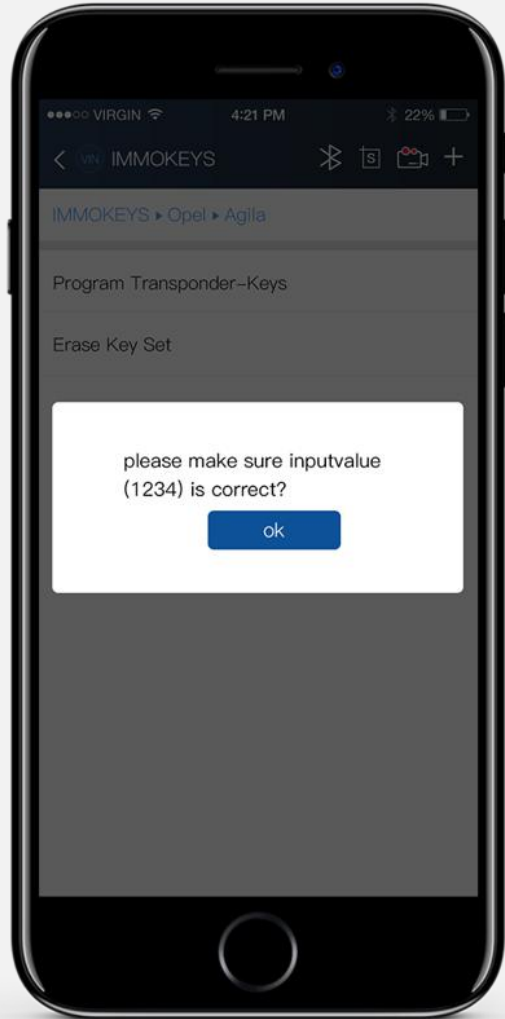 VIRGIN 4:21 PM 22%
VIN IMMOKEYS S +
IMMOKEYS ▸ Opel ▸ Agila
Program Transponder-Keys
Erase Key Set
please make sure inputvalue
(1234) is correct?
ok